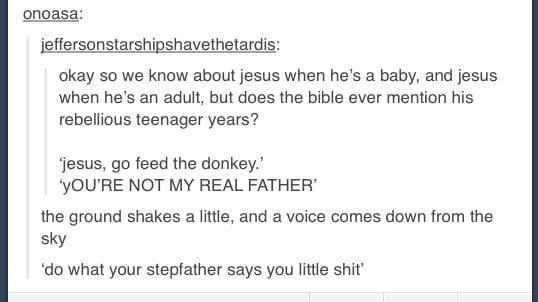 onoasa:
jeffersonstarshipshavethetardis:
okay so we know about jesus when he's a baby, and jesus
when he's an adult, but does the bible ever mention his
rebellious teenager years?
'jesus, go feed the donkey.'
'yOU'RE NOT MY REAL FATHER'
the ground shakes a little, and a voice comes down from the
sky
'do what your stepfather says you little shit'